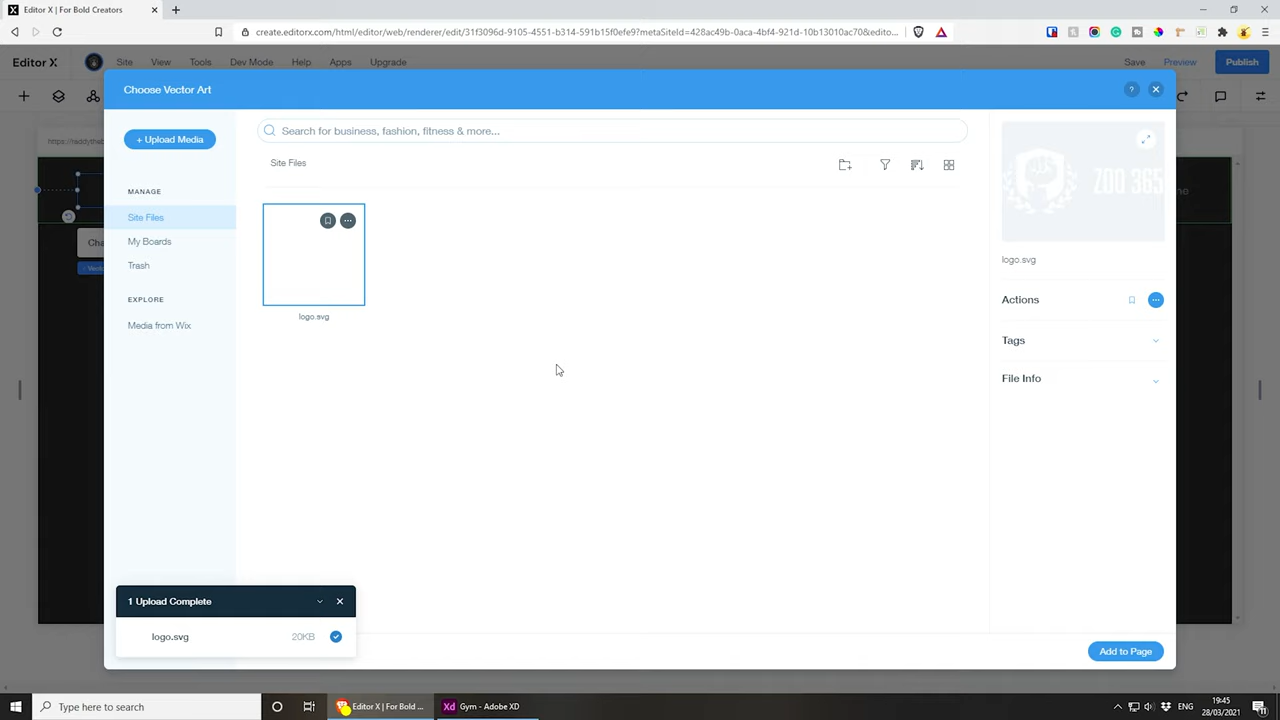 Editor X | For Bold Creators
create.editorx.com/html/editor/web/renderer/edit/31f3096d-9105-4551-b314-591b15f0efe9?metaSiteId=428ac49b-0aca-4bf4-921d-10b13010ac70&edito...
Editor X
Site
View
Tools
Dev Mode
Help
Apps
Upgrade
Save
Preview
Publish
Choose Vector Art
?
+ Upload Media
Search for business, fashion, fitness & more...
Site Files
MANAGE
Site Files
My Boards
Trash
EXPLORE
Media from Wix
logo.svg
ZOO 365
logo.svg
Actions
Tags
File Info
1 Upload Complete
logo.svg
20KB
Add to Page
Type here to search
Editor X | For Bold ...
Xd
Gym - Adobe XD
ENG
19:45
28/03/2021